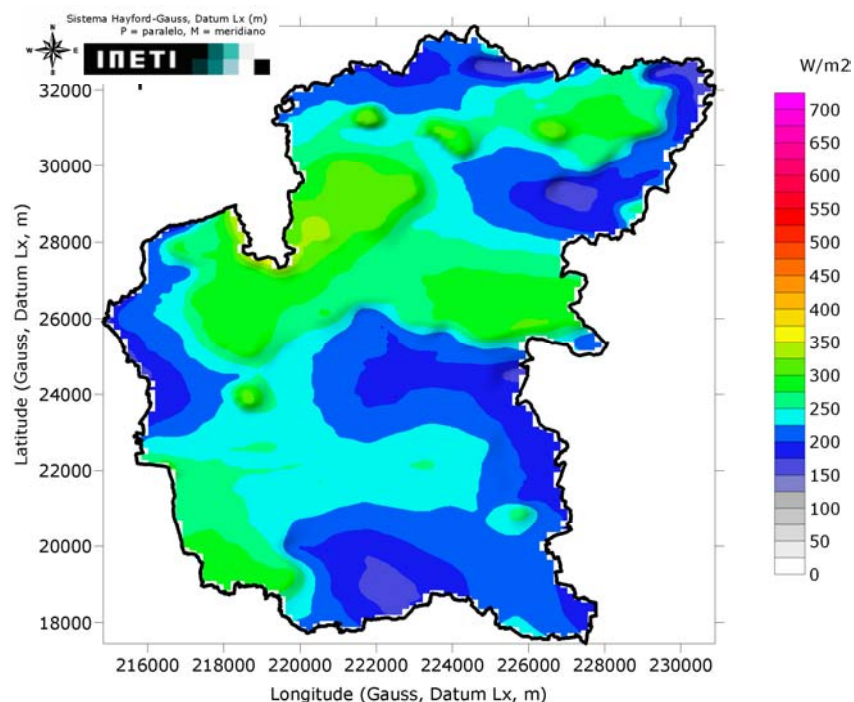 Sistema Hayford-Gauss, Datum Lx (m)
P = paralelo, M = meridiano
N
W
E
S
INETI
W/m2
700
650
600
550
500
450
400
350
300
250
200
150
100
50
0
32000
30000
28000
26000
24000
22000
20000
18000
Latitude (Gauss, Datum Lx, m)
216000 218000 220000 222000 224000 226000 228000 230000
Longitude (Gauss, Datum Lx, m)